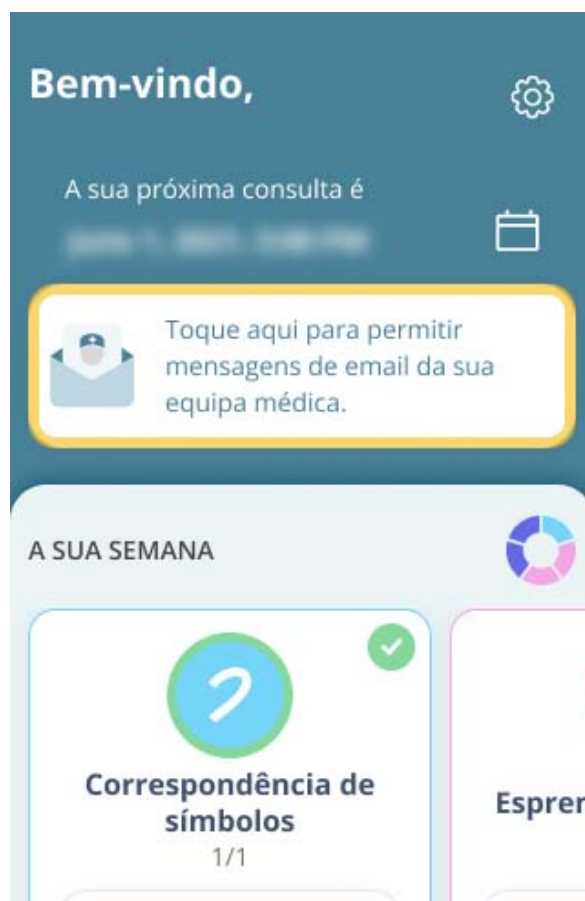 Bem-vindo,
A sua próxima consulta é
Toque aqui para permitir
mensagens de email da sua
equipa médica.
A SUA SEMANA
Correspondência de
símbolos
1/1